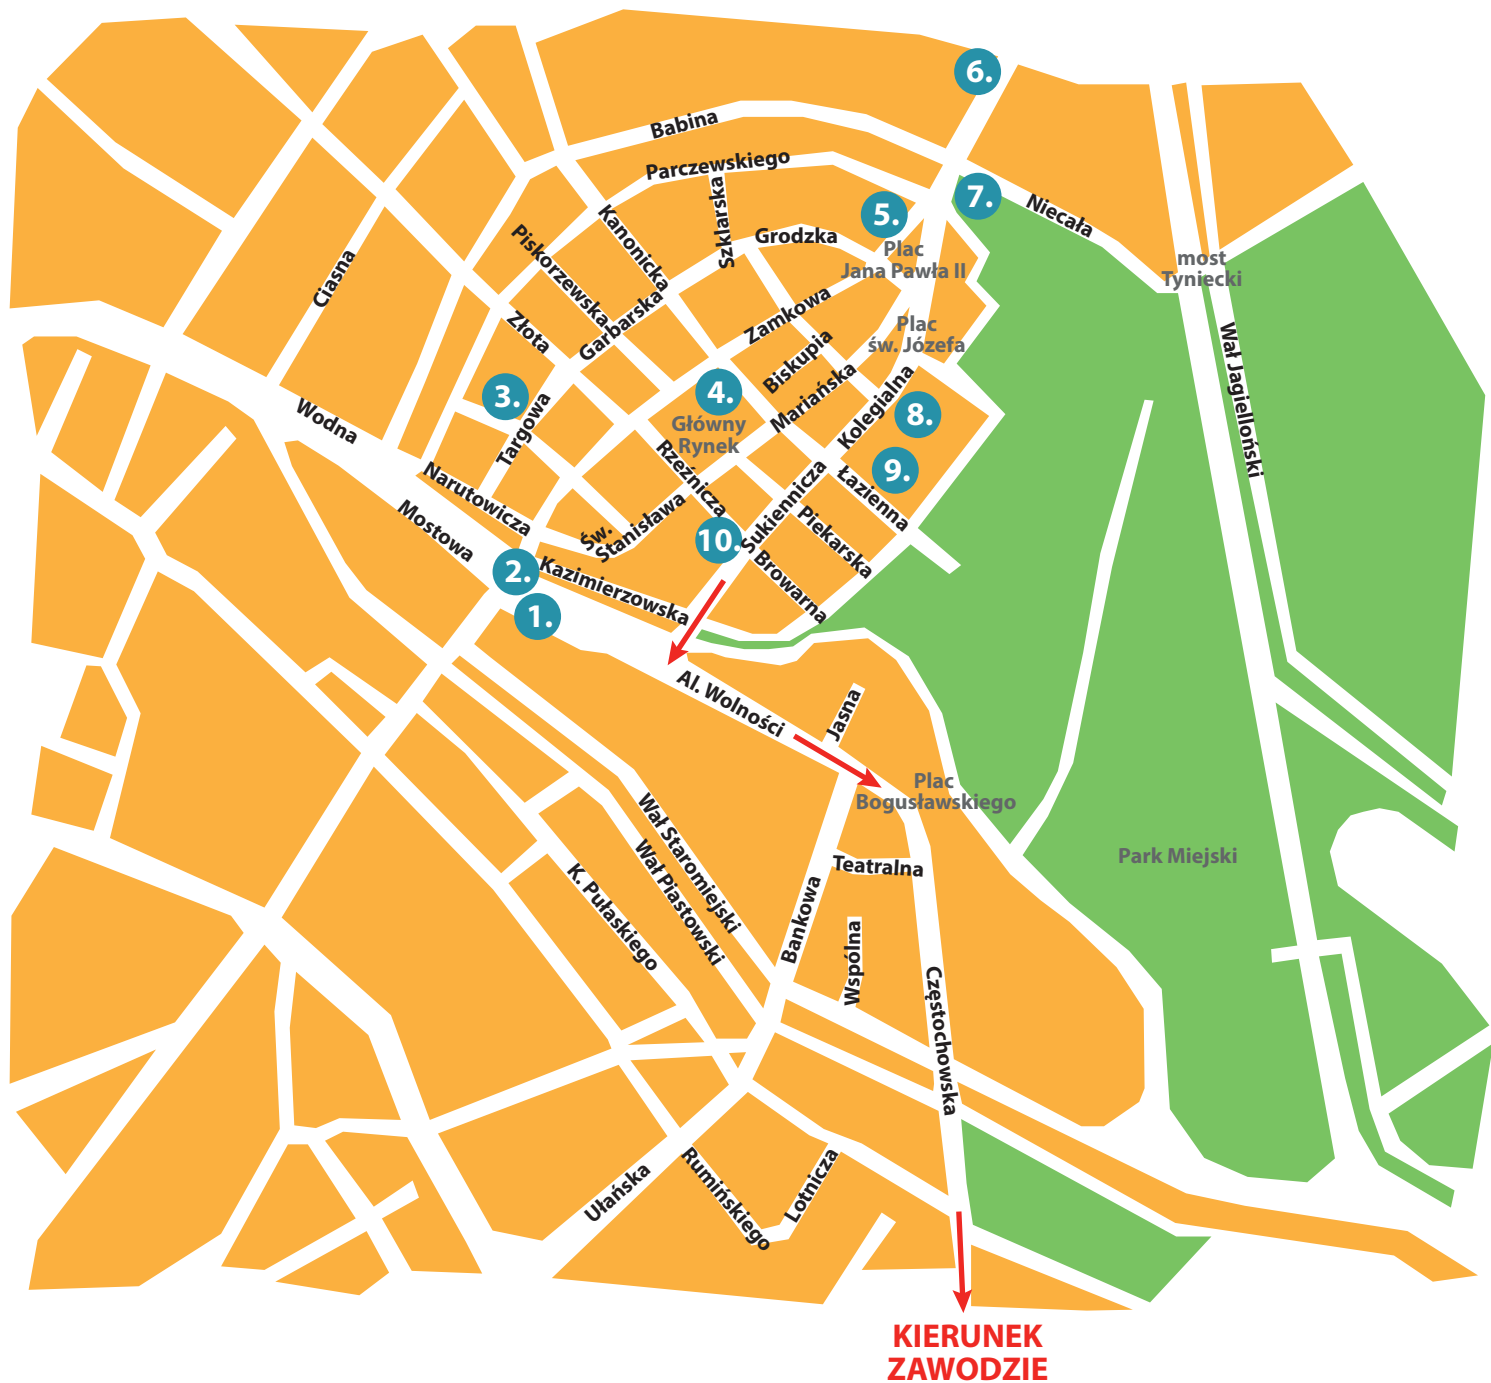 6.
Babina
Parczewskiego
Szklarska
Kanonicka
5.
7.
Niecała
Grodzka
Plac
Jana Pawła II
most
Tyniecki
Piskorzewska
Ciasna
Garbarska
Złota
Zamkowa
Plac
św. Józefa
Biskupia
Mariańska
Kolegialna
Wał Jagielloński
3.
4.
Główny
Rynek
8.
9.
Wodna
Targowa
Narutowicza
Mostowa
Rzeźnicza
Łazienna
Sukiennicza
Piekarska
Św.
Stanisława
10.
Browarna
2.
Kazimierzowska
1.
Al. Wolności
Jasna
Plac
Bogusławskiego
Wał Staromiejski
Wał Piastowski
K. Pułaskiego
Teatralna
Park Miejski
Bankowa
Wspólna
Częstochowska
Ułańska
Rumińskiego
Lotnicza
KIERUNEK
ZAWODZIE